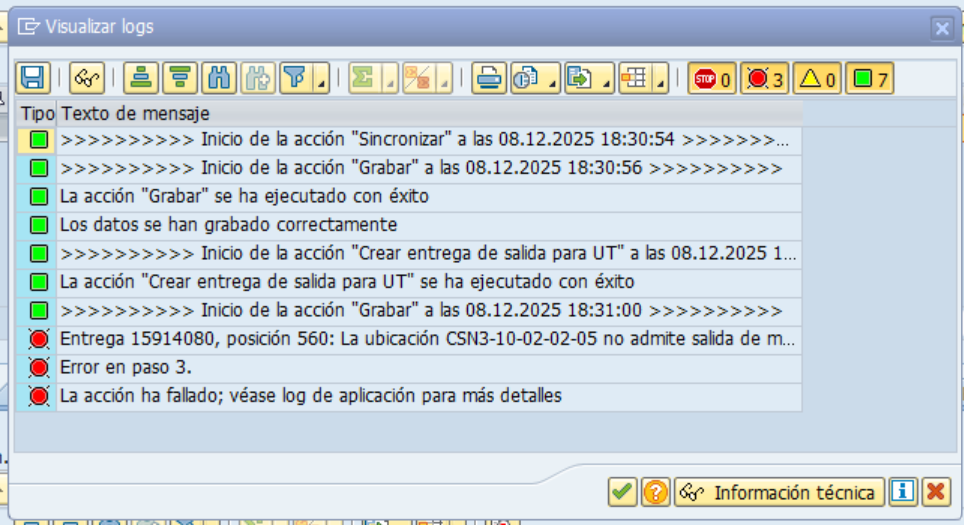 Visualizar logs
STOP 0 3 0 7
Tipo Texto de mensaje
>>>>>>>>>> Inicio de la acción "Sincronizar" a las 08.12.2025 18:30:54 >>>>>>>...
>>>>>>>>>> Inicio de la acción "Grabar" a las 08.12.2025 18:30:56 >>>>>>>>>>
La acción "Grabar" se ha ejecutado con éxito
Los datos se han grabado correctamente
>>>>>>>>>> Inicio de la acción "Crear entrega de salida para UT" a las 08.12.2025 1...
La acción "Crear entrega de salida para UT" se ha ejecutado con éxito
>>>>>>>>>> Inicio de la acción "Grabar" a las 08.12.2025 18:31:00 >>>>>>>>>>
Entrega 15914080, posición 560: La ubicación CSN3-10-02-02-05 no admite salida de m...
Error en paso 3.
La acción ha fallado; véase log de aplicación para más detalles
Información técnica